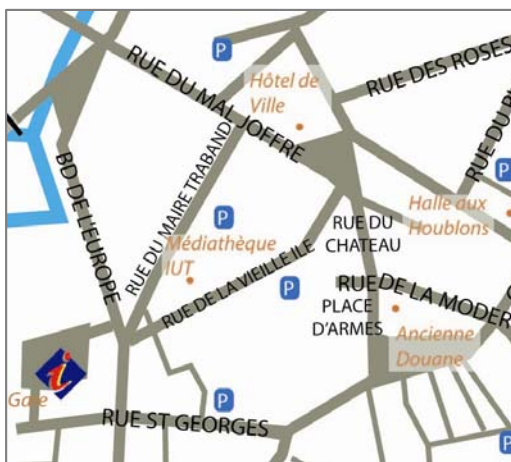 P
RUE DU MAL JOFFRE
RUE DES ROSES
Hôtel de
Ville
BD DE L'EUROPE
RUE DU MAIRE TRABAND
P
Halle aux
Houblons
P
Médiathèque
IUT
RUE DU
CHATEAU
RUE DE LA VIEILLE ILE
P
RUE DE LA MODER
PLACE
D'ARMES
Ancienne
Douane
i
Gare
P
RUE ST GEORGES
P